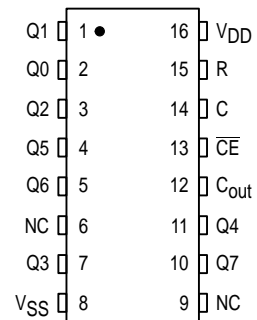 Q1 1 16 VDD
Q0 2 15 R
Q2 3 14 C
Q5 4 13 C̅E̅
Q6 5 12 Cout
NC 6 11 Q4
Q3 7 10 Q7
VSS 8 9 NC